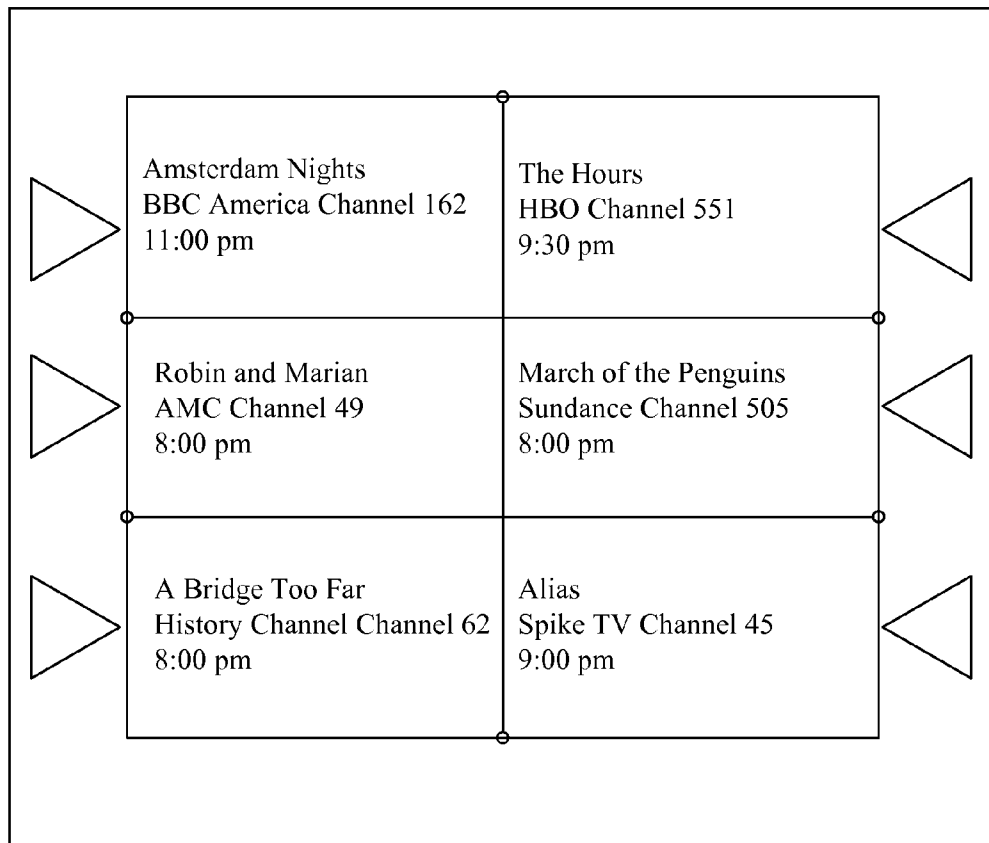 Amsterdam Nights
BBC America Channel 162
11:00 pm
The Hours
HBO Channel 551
9:30 pm
Robin and Marian
AMC Channel 49
8:00 pm
March of the Penguins
Sundance Channel 505
8:00 pm
A Bridge Too Far
History Channel Channel 62
8:00 pm
Alias
Spike TV Channel 45
9:00 pm